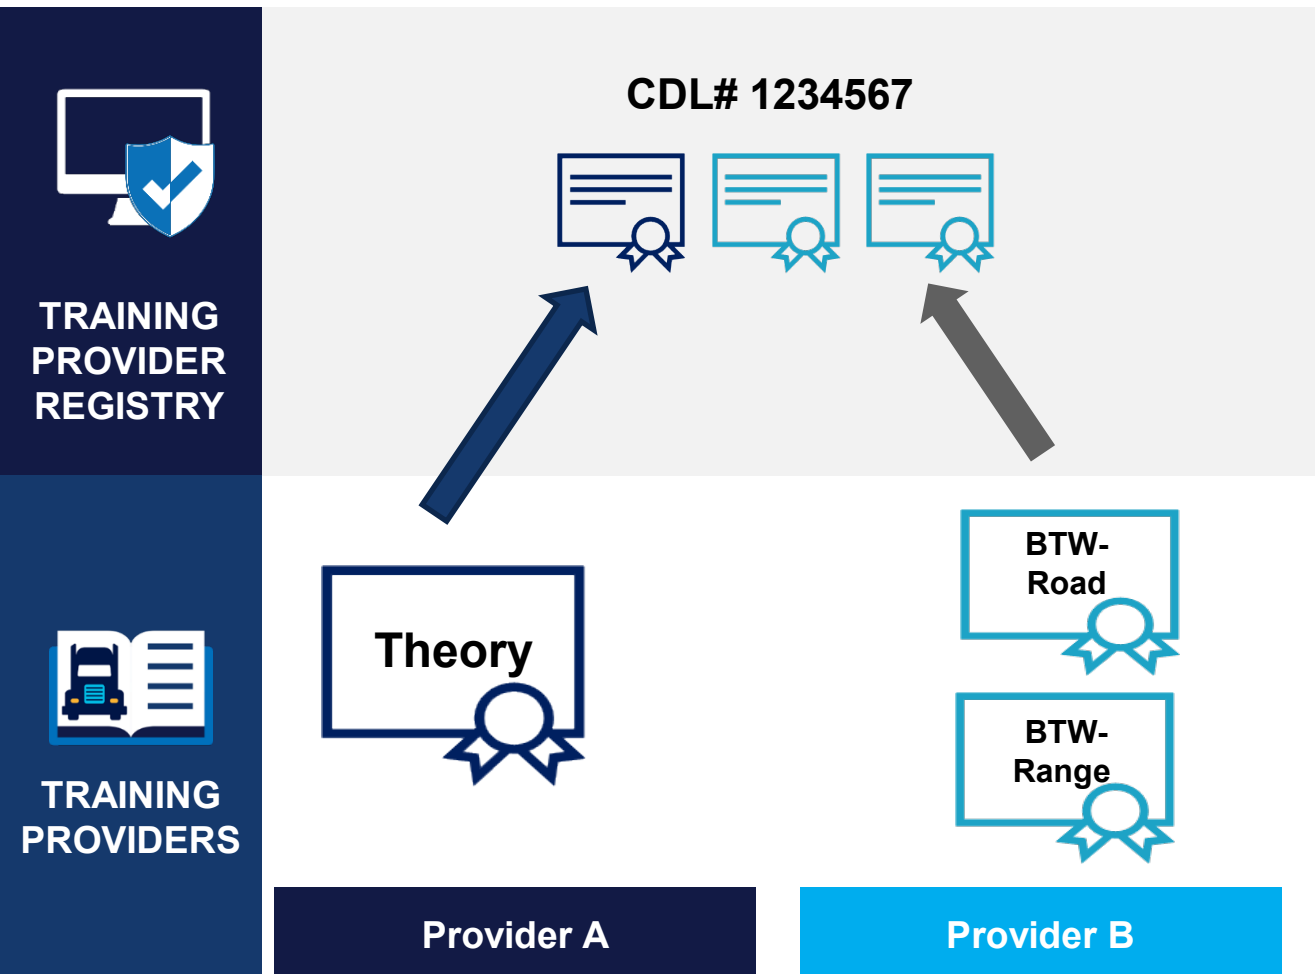 TRAINING
PROVIDER
REGISTRY
CDL# 1234567
TRAINING
PROVIDERS
Theory
BTW-
Road
BTW-
Range
Provider A
Provider B